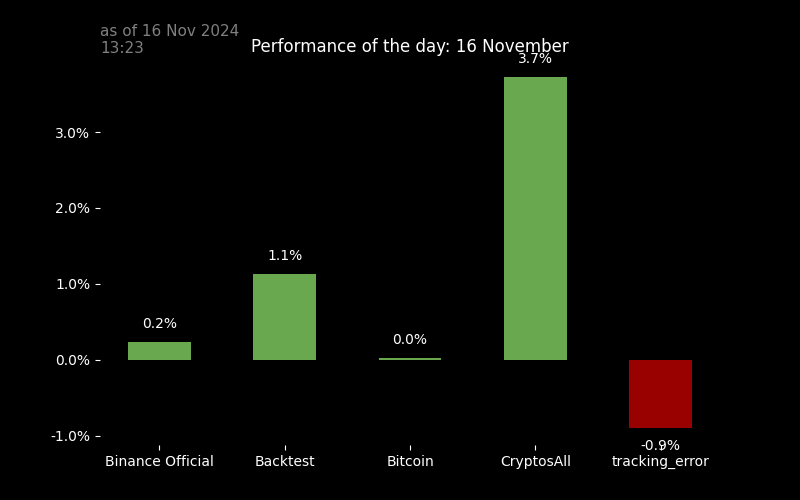 as of 16 Nov 2024
13:23
Performance of the day: 16 November
3.7%
3.0%
2.0%
1.1%
1.0%
0.2%
0.0%
0.0%
-1.0%
-0.9%
Binance Official
Backtest
Bitcoin
CryptosAll
tracking_error